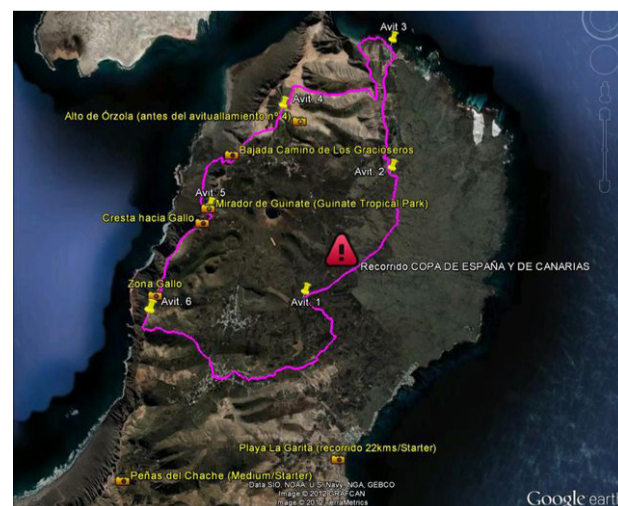 Avit 3
Avit. 4
Alto de Órzola (antes del avituallamiento nº 4)
Bajada Camino de Los Gracioseros
Avit. 2
Avit. 5
Mirador de Guinate (Guinate Tropical Park)
Cresta hacia Gallo
Recorrido COPA DE ESPAÑA Y DE CANARIAS
Zona Gallo
Avit. 6
Avit. 1
Playa La Garita (recorrido 22kms/Starter)
Peñas del Chache (Medium/Starter)
Data SIO, NOAA, U.S. Navy, NGA, GEBCO
Image © 2012 GRAFCAN
Image © 2012 TerraMetrics
Google earth